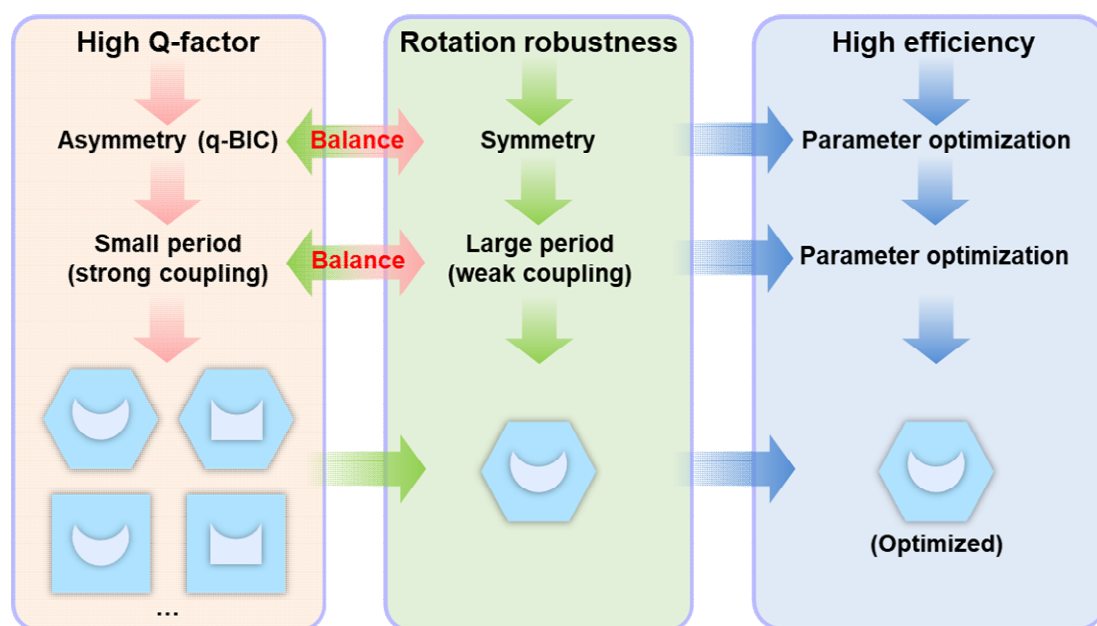 High Q-factor
Asymmetry (q-BIC)
Small period
(strong coupling)
...
Balance
Balance
Rotation robustness
Symmetry
Large period
(weak coupling)
High efficiency
Parameter optimization
Parameter optimization
(Optimized)